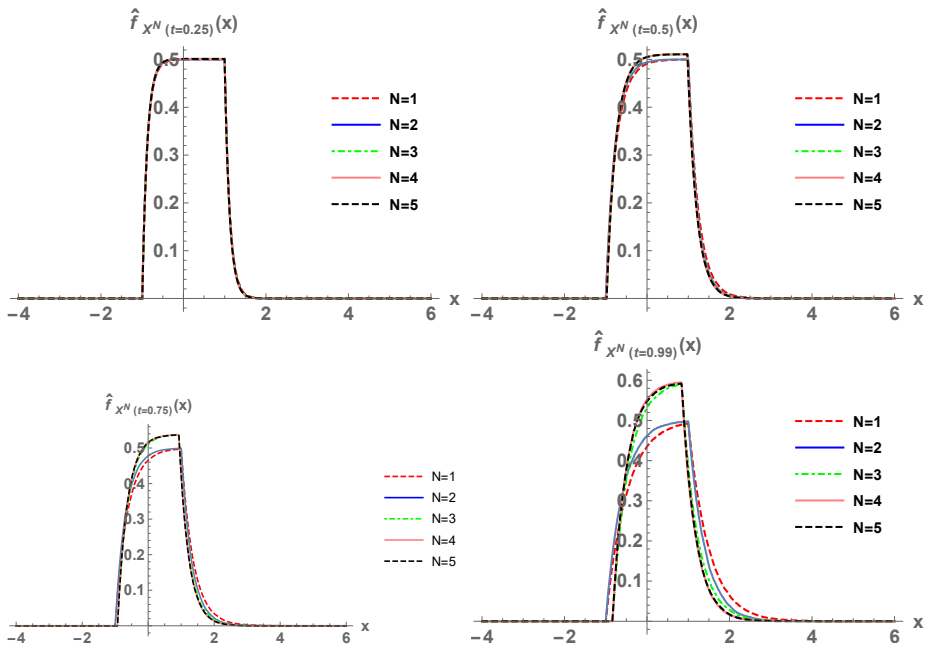 f̂ X^N (t=0.25)(x)
0.5
0.4
0.3
0.2
0.1
−4 −2 2 4 6 x
N=1
N=2
N=3
N=4
N=5
f̂ X^N (t=0.5)(x)
0.5
0.4
0.3
0.2
0.1
−4 −2 0 2 4 6 x
N=1
N=2
N=3
N=4
N=5
f̂ X^N (t=0.75)(x)
0.5
0.4
0.3
0.2
0.1
−4 −2 0 2 4 6 x
N=1
N=2
N=3
N=4
N=5
f̂ X^N (t=0.99)(x)
0.6
0.5
0.4
0.3
0.2
0.1
−4 −2 0 2 4 6 x
N=1
N=2
N=3
N=4
N=5